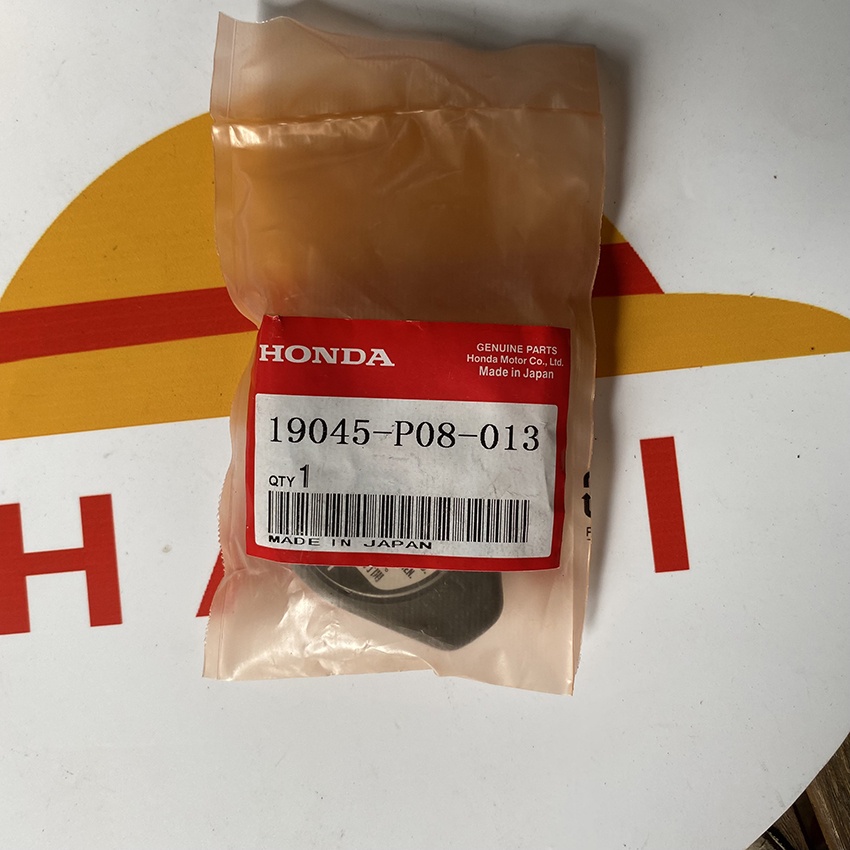 HONDA
GENUINE PARTS
Honda Motor Co., Ltd.
Made in Japan
19045-P08-013
QTY 1
MADE IN JAPAN
H
I